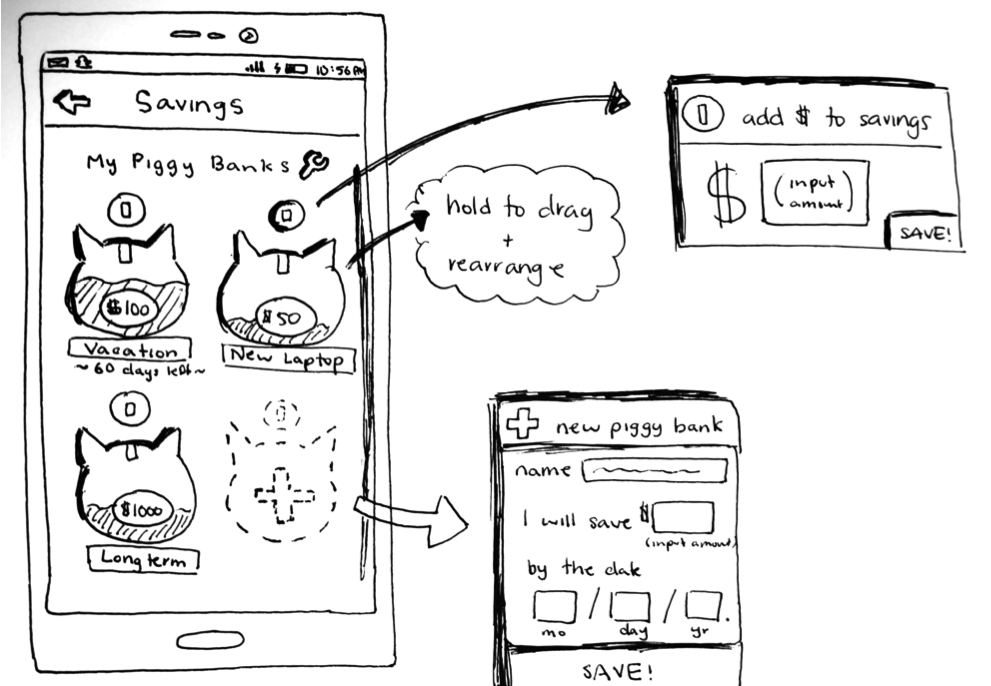 10:56 AM
Savings
My Piggy Banks
$100
Vacation
~ 60 days left ~
$50
New Laptop
$1000
Long term
hold to drag
+
rearrange
add $ to savings
$
(input
amount)
SAVE!
new piggy bank
name
I will save $
(input amount)
by the date
/ / .
mo day yr
SAVE!